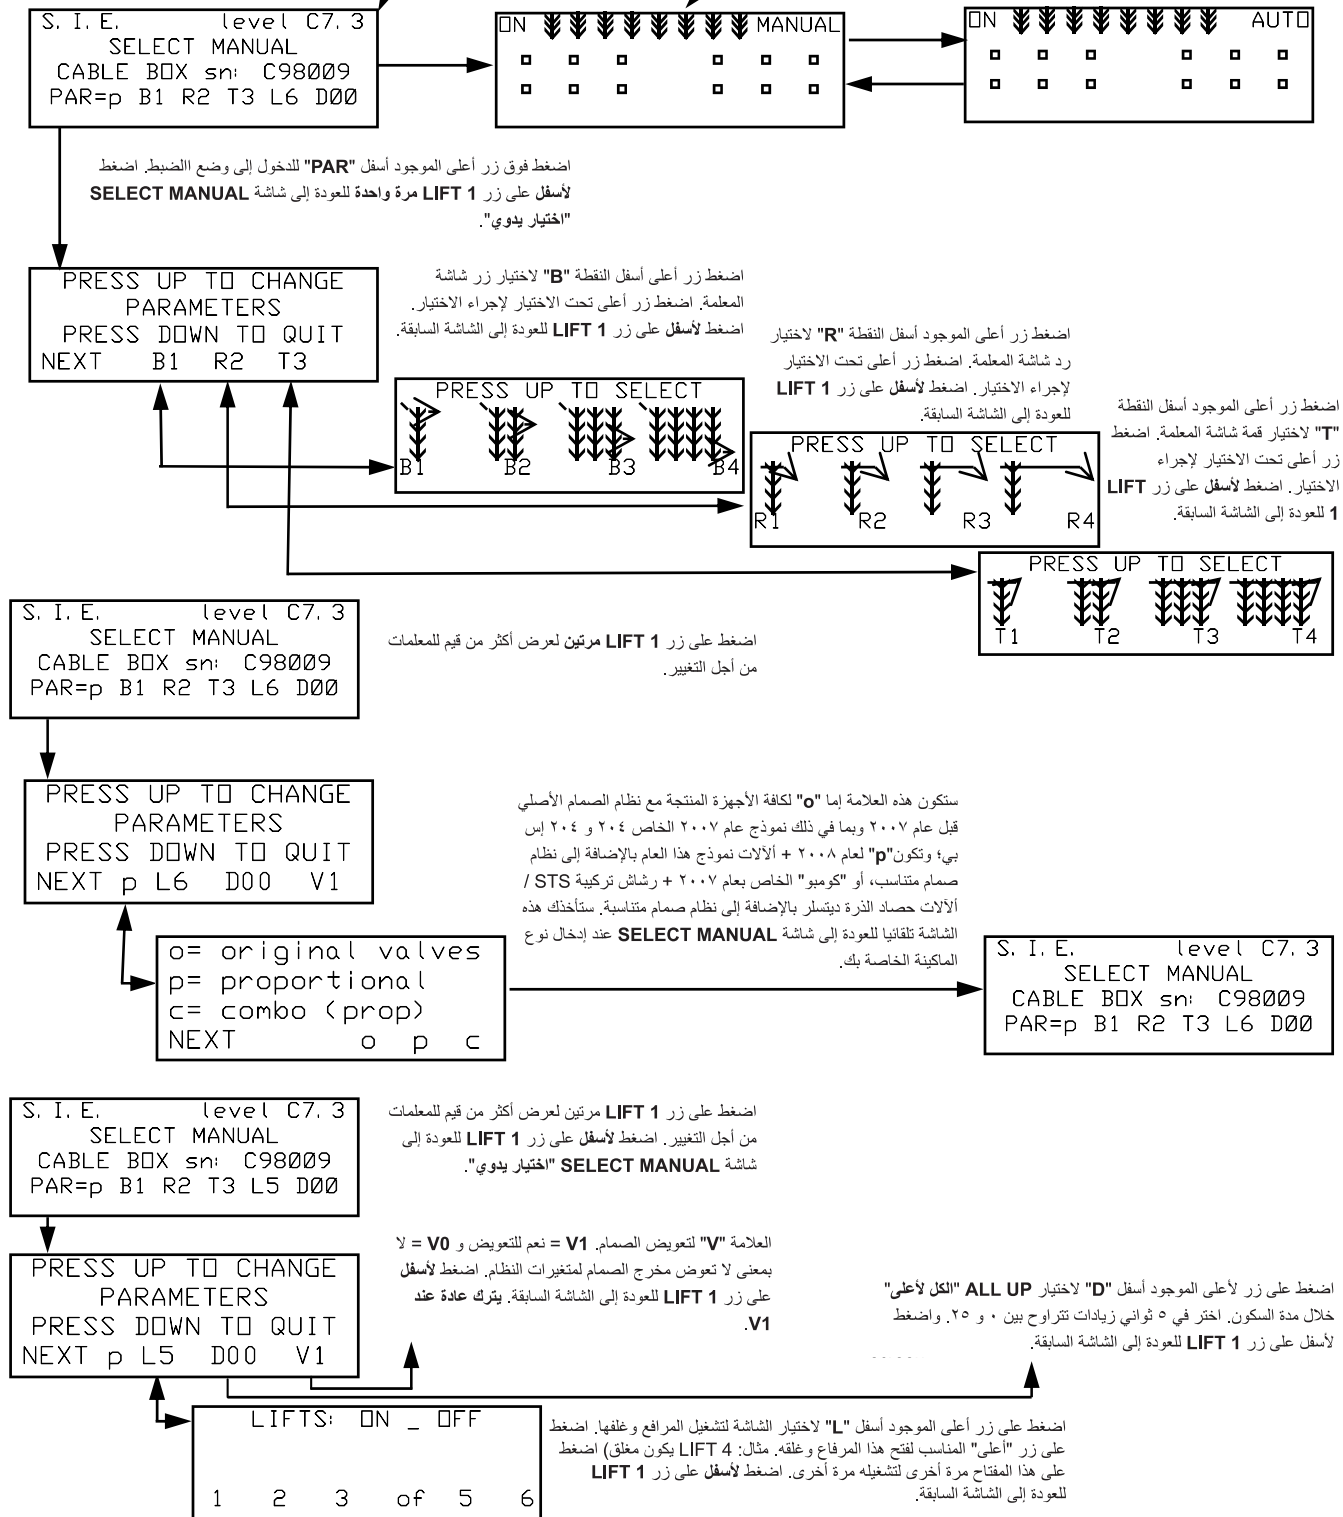 S. I. E. level C7. 3
SELECT MANUAL
CABLE BOX sn: C98009
PAR=p B1 R2 T3 L6 D00
ON MANUAL
ON AUTO
اضغط فوق زر أعلى الموجود أسفل "PAR" للدخول إلى وضع االضبط. اضغط
لأسفل على زر LIFT 1 مرة واحدة للعودة إلى شاشة SELECT MANUAL
"اختيار يدوي".
PRESS UP TO CHANGE
PARAMETERS
PRESS DOWN TO QUIT
NEXT B1 R2 T3
اضغط زر أعلى أسفل النقطة "B" لاختيار زر شاشة
المعلمة. اضغط زر أعلى تحت الاختيار لإجراء الاختيار.
اضغط لأسفل على زر LIFT 1 للعودة إلى الشاشة السابقة.
PRESS UP TO SELECT
B1 B2 B3 B4
اضغط زر أعلى الموجود أسفل النقطة "R" لاختيار
رد شاشة المعلمة. اضغط زر أعلى تحت الاختيار
لإجراء الاختيار. اضغط لأسفل على زر LIFT 1
للعودة إلى الشاشة السابقة.
PRESS UP TO SELECT
R1 R2 R3 R4
اضغط زر أعلى الموجود أسفل النقطة
"T" لاختيار قمة شاشة المعلمة. اضغط
زر أعلى تحت الاختيار لإجراء
الاختيار. اضغط لأسفل على زر LIFT
1 للعودة إلى الشاشة السابقة.
PRESS UP TO SELECT
T1 T2 T3 T4
S. I. E. level C7. 3
SELECT MANUAL
CABLE BOX sn: C98009
PAR=p B1 R2 T3 L6 D00
اضغط على زر LIFT 1 مرتين لعرض أكثر من قيم للمعلمات
من أجل التغيير.
PRESS UP TO CHANGE
PARAMETERS
PRESS DOWN TO QUIT
NEXT p L6 D00 V1
ستكون هذه العلامة إما "o" لكافة الأجهزة المنتجة مع نظام الصمام الأصلي
قبل عام ٢٠٠٧ وبما في ذلك نموذج عام ٢٠٠٧ الخاص ٢٠٤ و ٢٠٤ إس
بي؛ وتكون"p" لعام ٢٠٠٨ + ألآلات نموذج هذا العام بالإضافة إلى نظام
صمام متناسب، أو "كومبو" الخاص بعام ٢٠٠٧ + رشاش تركيبة STS /
ألآلات حصاد الذرة ديتسلر بالإضافة إلى نظام صمام متناسبة. ستأخذك هذه
الشاشة تلقائيا للعودة إلى شاشة SELECT MANUAL عند إدخال نوع
الماكينة الخاصة بك.
o= original valves
p= proportional
c= combo (prop)
NEXT o p c
S. I. E. level C7. 3
SELECT MANUAL
CABLE BOX sn: C98009
PAR=p B1 R2 T3 L6 D00
S. I. E. level C7. 3
SELECT MANUAL
CABLE BOX sn: C98009
PAR=p B1 R2 T3 L5 D00
اضغط على زر LIFT 1 مرتين لعرض أكثر من قيم للمعلمات
من أجل التغيير. اضغط لأسفل على زر LIFT 1 للعودة إلى
شاشة SELECT MANUAL "اختيار يدوي".
PRESS UP TO CHANGE
PARAMETERS
PRESS DOWN TO QUIT
NEXT p L5 D00 V1
العلامة "V" لتعويض الصمام. V1 = نعم للتعويض و V0 = لا
بمعنى لا تعوض مخرج الصمام لمتغيرات النظام. اضغط لأسفل
على زر LIFT 1 للعودة إلى الشاشة السابقة. يترك عادة عند
V1.
اضغط على زر لأعلى الموجود أسفل "D" لاختيار ALL UP "الكل لأعلى"
خلال مدة السكون. اختر في ٥ ثواني زيادات تتراوح بين ٠ و ٢٥. واضغط
لأسفل على زر LIFT 1 للعودة إلى الشاشة السابقة.
LIFTS: ON _ OFF
1 2 3 of 5 6
اضغط على زر أعلى الموجود أسفل "L" لاختيار الشاشة لتشغيل المرافع وغلقها. اضغط
على زر "أعلى" المناسب لفتح هذا المرفاع وغلقه. مثال: LIFT 4 يكون مغلق) اضغط
على هذا المفتاح مرة أخرى لتشغيله مرة أخرى. اضغط لأسفل على زر LIFT 1
للعودة إلى الشاشة السابقة.